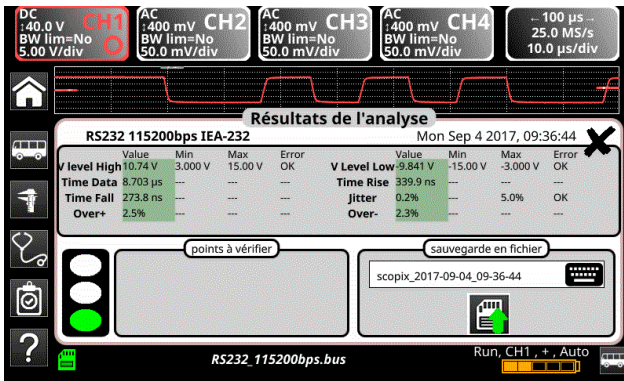 DC
↕40.0 V CH1
BW lim=No
5.00 V/div
AC
↕400 mV CH2
BW lim=No
50.0 mV/div
AC
↕400 mV CH3
BW lim=No
50.0 mV/div
AC
↕400 mV CH4
BW lim=No
50.0 mV/div
←100 µs→
25.0 MS/s
10.0 µs/div
Résultats de l'analyse
RS232 115200bps IEA-232 Mon Sep 4 2017, 09:36:44
Value Min Max Error Value Min Max Error
V level High 10.74 V 3.000 V 15.00 V OK V Level Low -9.841 V -15.00 V -3.000 V OK
Time Data 8.703 µs --- --- --- Time Rise 339.9 ns --- --- ---
Time Fall 273.8 ns --- --- --- Jitter 0.2% --- 5.0% OK
Over+ 2.5% --- --- --- Over- 2.3% --- --- ---
points à vérifier
sauvegarde en fichier
scopix_2017-09-04_09-36-44
?
RS232_115200bps.bus
Run, CH1 , + , Auto